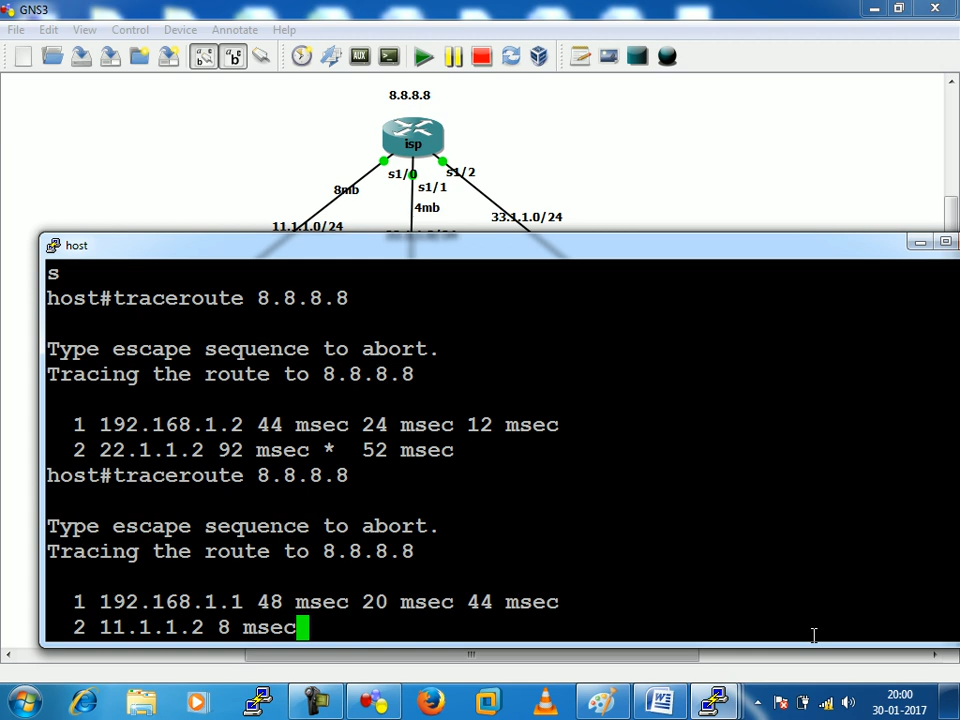 GNS3
File Edit View Control Device Annotate Help
AUX
8.8.8.8
isp
s1/0
s1/2
8mb
s1/1
4mb
33.1.1.0/24
11.1.1.0/24
host
s
host#traceroute 8.8.8.8
Type escape sequence to abort.
Tracing the route to 8.8.8.8
1 192.168.1.2 44 msec 24 msec 12 msec
2 22.1.1.2 92 msec * 52 msec
host#traceroute 8.8.8.8
Type escape sequence to abort.
Tracing the route to 8.8.8.8
1 192.168.1.1 48 msec 20 msec 44 msec
2 11.1.1.2 8 msec
20:00
30-01-2017